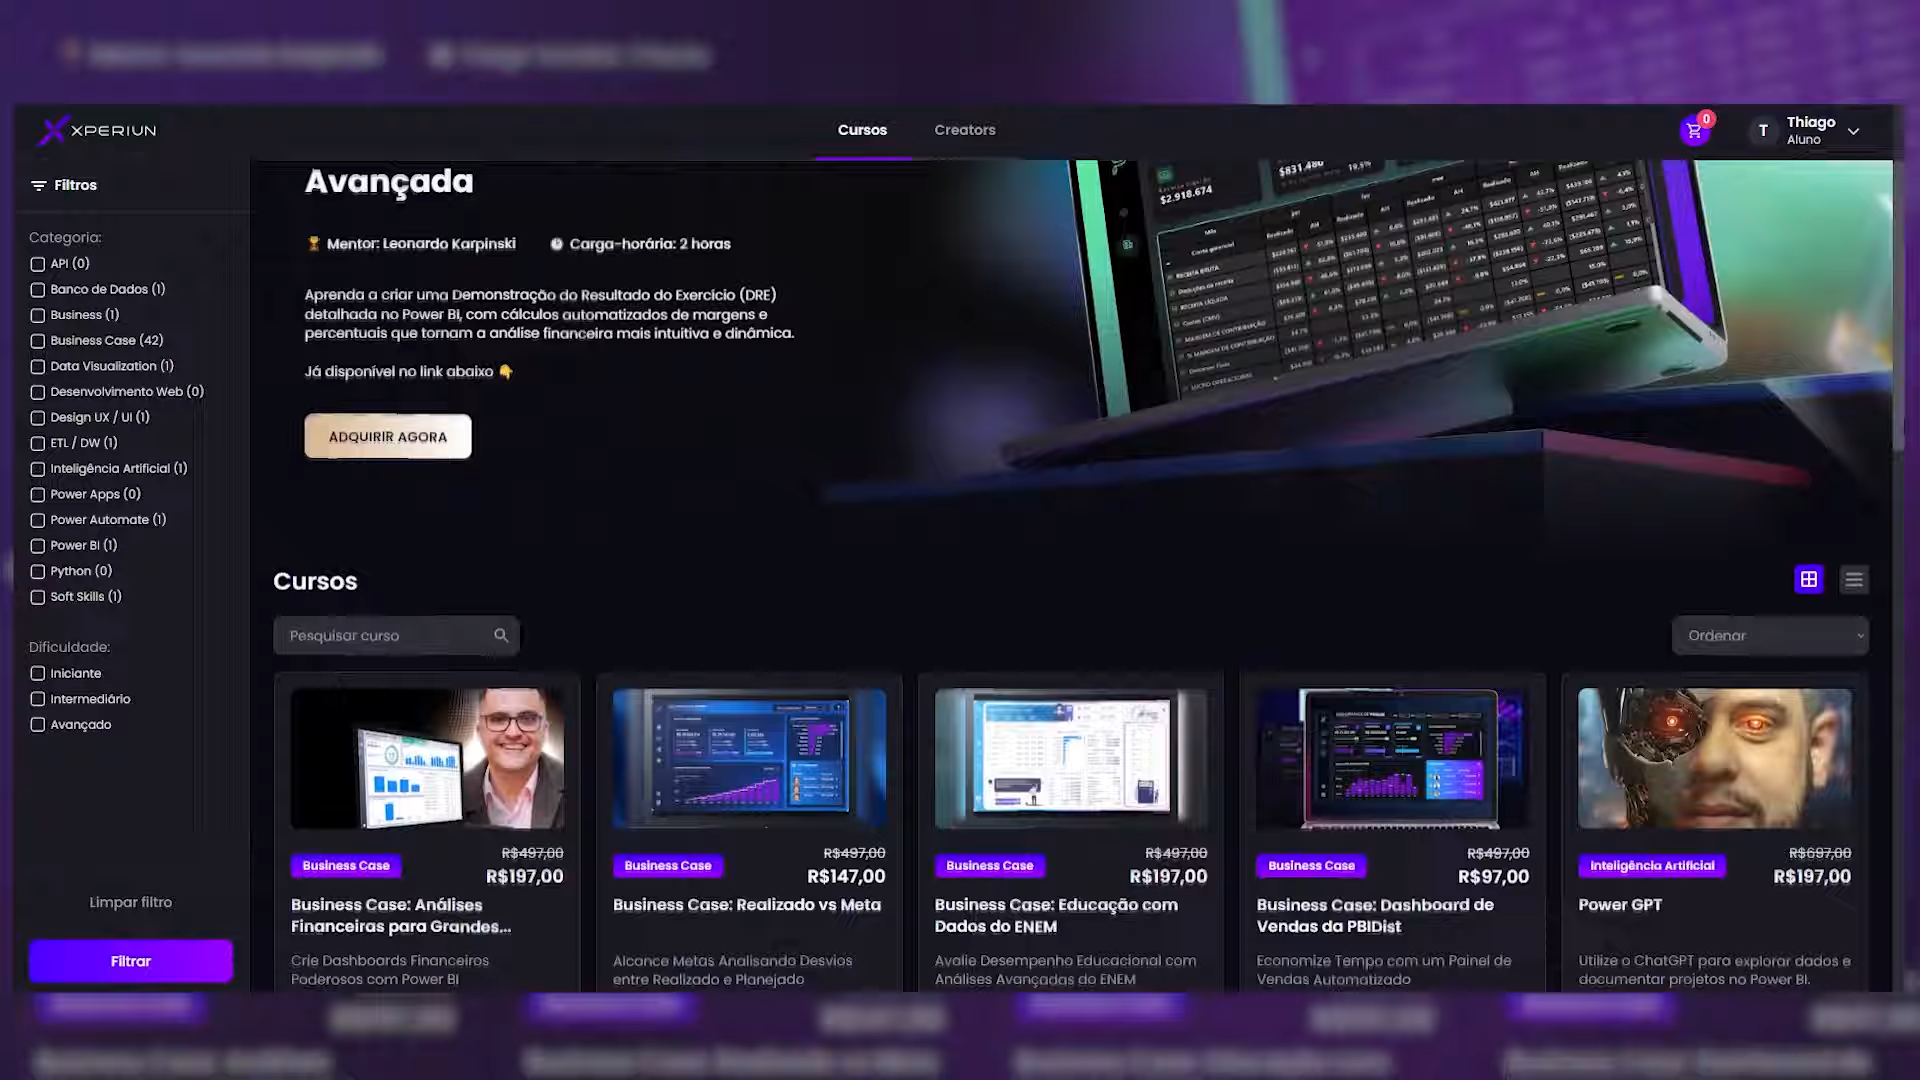 XPERIUN
Cursos
Creators
0
T
Thiago
Aluno
Filtros
Categoria:
API (0)
Banco de Dados (1)
Business (1)
Business Case (42)
Data Visualization (1)
Desenvolvimento Web (0)
Design UX / UI (1)
ETL / DW (1)
Inteligência Artificial (1)
Power Apps (0)
Power Automate (1)
Power BI (1)
Python (0)
Soft Skills (1)
Dificuldade:
Iniciante
Intermediário
Avançado
Limpar filtro
Filtrar
Avançada
Mentor: Leonardo Karpinski
Carga-horária: 2 horas
Aprenda a criar uma Demonstração do Resultado do Exercício (DRE)
detalhada no Power BI, com cálculos automatizados de margens e
percentuais que tornam a análise financeira mais intuitiva e dinâmica.
Já disponível no link abaixo 👇
ADQUIRIR AGORA
$2.918.674
$831.486
Cursos
Pesquisar curso
Ordenar
Business Case
R$497,00
R$197,00
Business Case: Análises
Financeiras para Grandes...
Crie Dashboards Financeiros
Poderosos com Power BI
Business Case
R$497,00
R$147,00
Business Case: Realizado vs Meta
Alcance Metas Analisando Desvios
entre Realizado e Planejado
Business Case
R$497,00
R$197,00
Business Case: Educação com
Dados do ENEM
Avalie Desempenho Educacional com
Análises Avançadas do ENEM
Business Case
R$497,00
R$97,00
Business Case: Dashboard de
Vendas da PBIDist
Economize Tempo com um Painel de
Vendas Automatizado
Inteligência Artificial
R$697,00
R$197,00
Power GPT
Utilize o ChatGPT para explorar dados e
documentar projetos no Power BI.